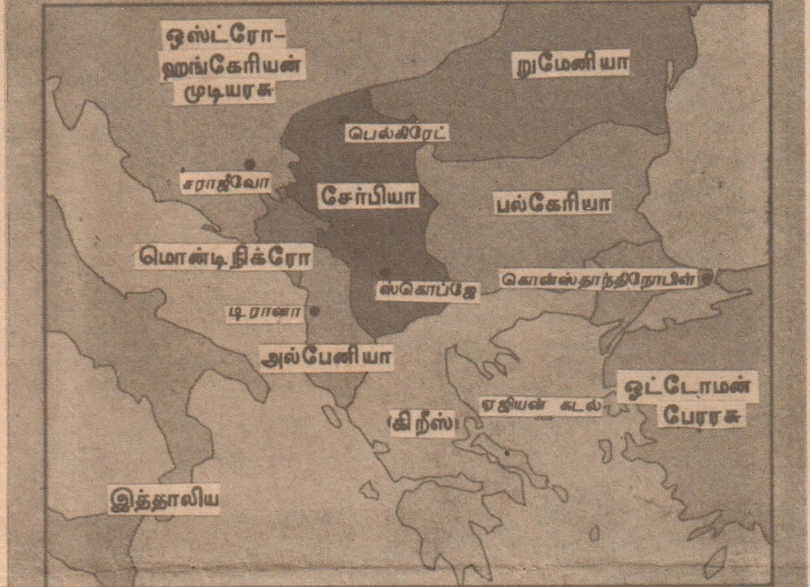 ஒஸ்ட்ரோ-
ஹங்கேரியன்
முடியரசு
றுமேனியா
பெல்கிரேட்
சராஜீவோ
சேர்பியா
பல்கேரியா
மொன்டிநிக்ரோ
ஸ்கொப்ஜே
கொன்ஸ்தாந்திநோபிள்
டிரானா
அல்பேனியா
ஒட்டோமன்
பேரரசு
ஏஜியன் கடல்
கிறீஸ்
இத்தாலிய